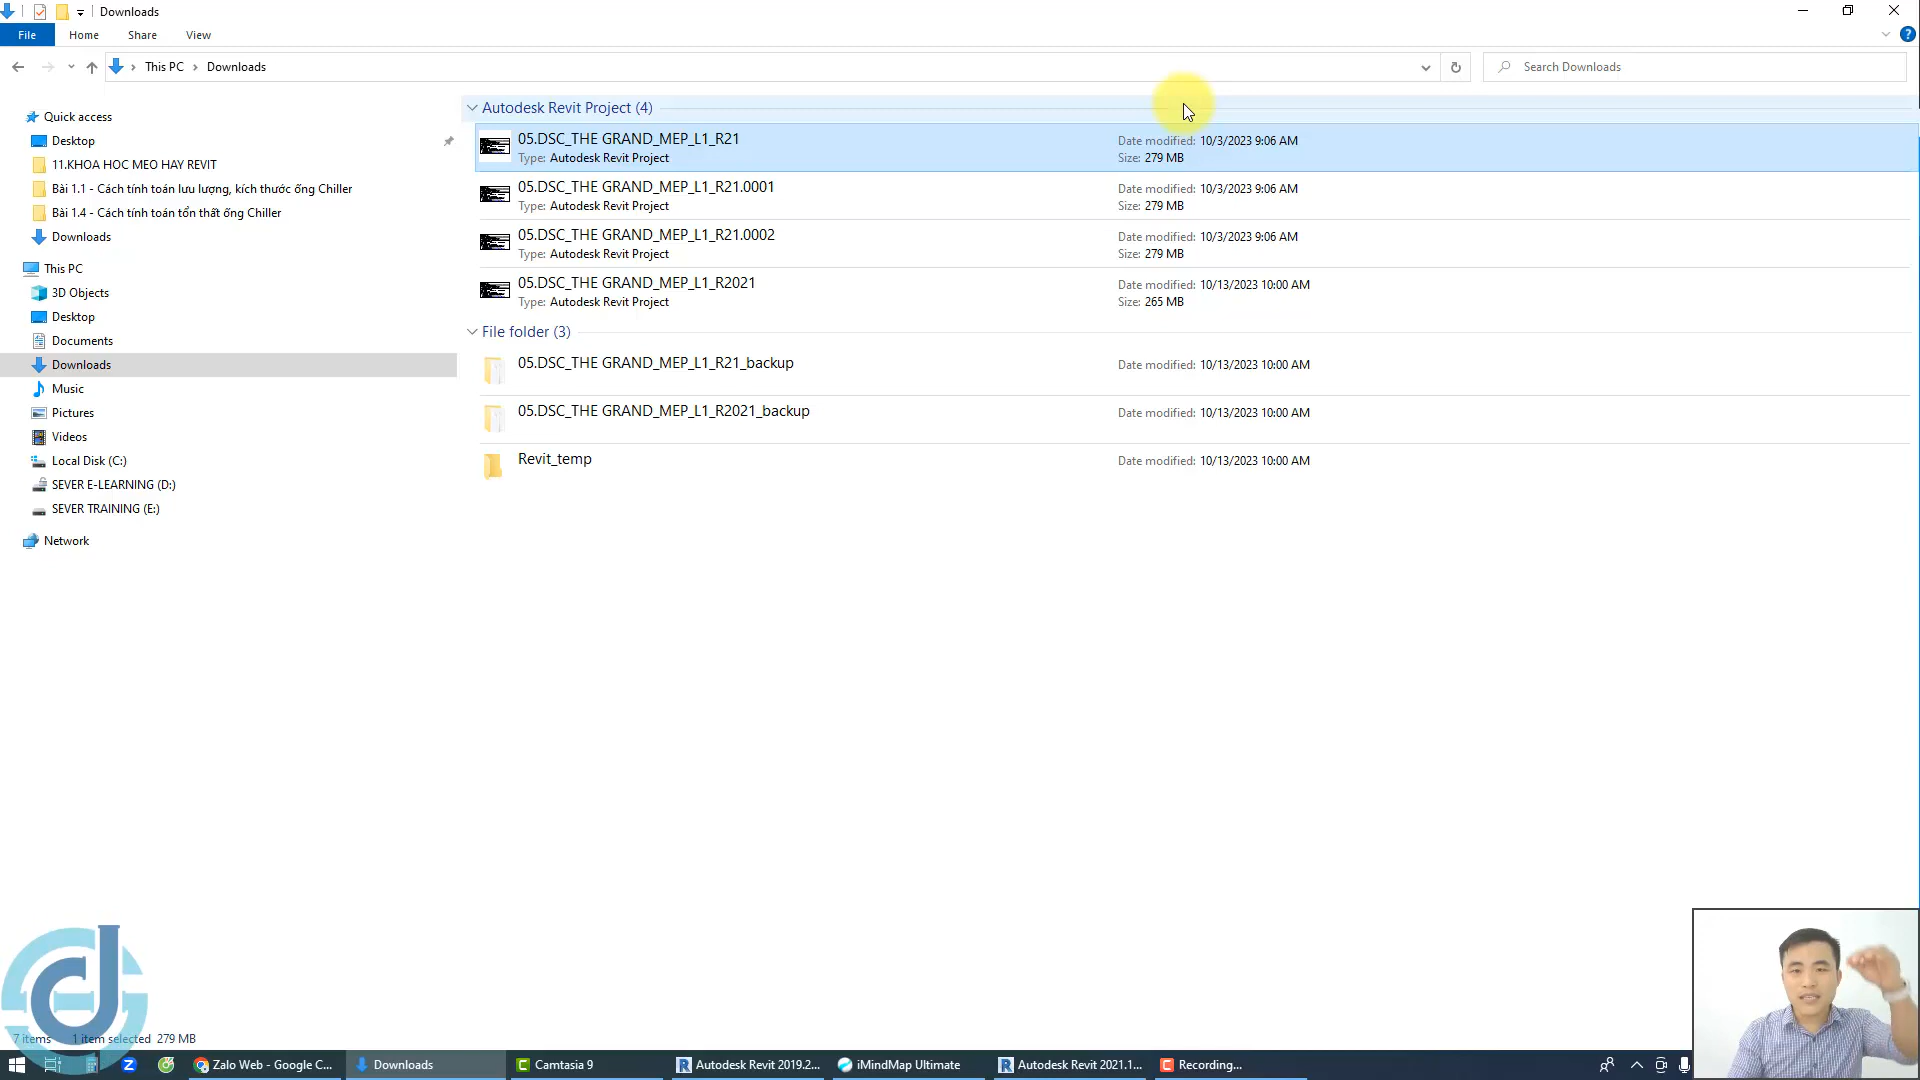 Downloads
File
Home
Share
View
This PC
Downloads
Search Downloads
Quick access
Desktop
11.KHOA HOC MEO HAY REVIT
Bài 1.1 - Cách tính toán lưu lượng, kích thước ống Chiller
Bài 1.4 - Cách tính toán tổn thất ống Chiller
Downloads
This PC
3D Objects
Desktop
Documents
Downloads
Music
Pictures
Videos
Local Disk (C:)
SEVER E-LEARNING (D:)
SEVER TRAINING (E:)
Network
Autodesk Revit Project (4)
05.DSC_THE GRAND_MEP_L1_R21
Date modified: 10/3/2023 9:06 AM
Type: Autodesk Revit Project
Size: 279 MB
05.DSC_THE GRAND_MEP_L1_R21.0001
Date modified: 10/3/2023 9:06 AM
Type: Autodesk Revit Project
Size: 279 MB
05.DSC_THE GRAND_MEP_L1_R21.0002
Date modified: 10/3/2023 9:06 AM
Type: Autodesk Revit Project
Size: 279 MB
05.DSC_THE GRAND_MEP_L1_R2021
Date modified: 10/13/2023 10:00 AM
Type: Autodesk Revit Project
Size: 265 MB
File folder (3)
05.DSC_THE GRAND_MEP_L1_R21_backup
Date modified: 10/13/2023 10:00 AM
05.DSC_THE GRAND_MEP_L1_R2021_backup
Date modified: 10/13/2023 10:00 AM
Revit_temp
Date modified: 10/13/2023 10:00 AM
7 items
1 item selected 279 MB
Zalo Web - Google C...
Downloads
Camtasia 9
Autodesk Revit 2019.2...
iMindMap Ultimate
Autodesk Revit 2021.1...
Recording...